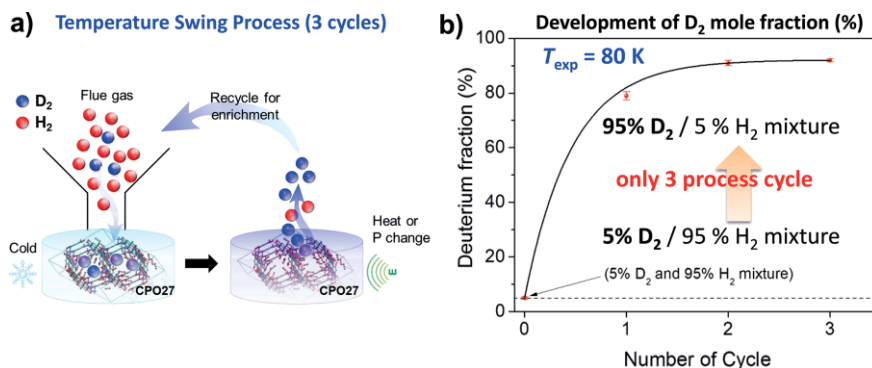 a) Temperature Swing Process (3 cycles)
D₂
H₂
Flue gas
Recycle for
enrichment
Cold
CPO27
CPO27
Heat or
P change
E
b) Development of D₂ mole fraction (%)
Deuterium fraction (%)
100
80
60
40
20
0
T_exp = 80 K
95% D₂ / 5 % H₂ mixture
only 3 process cycle
5% D₂ / 95 % H₂ mixture
(5% D₂ and 95% H₂ mixture)
0 1 2 3
Number of Cycle